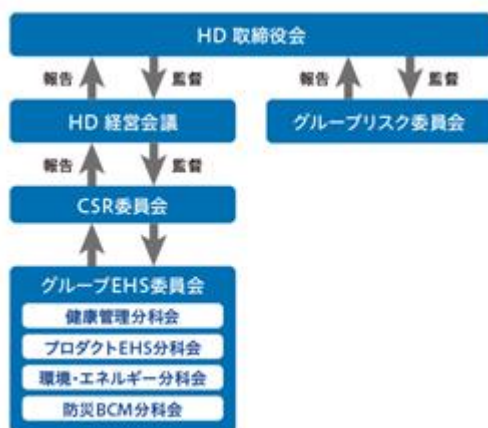 HD 取締役会
報告 監督 報告 監督
HD 経営会議 グループリスク委員会
報告 監督
CSR委員会
グループEHS委員会
健康管理分科会
プロダクトEHS分科会
環境・エネルギー分科会
防災BCM分科会